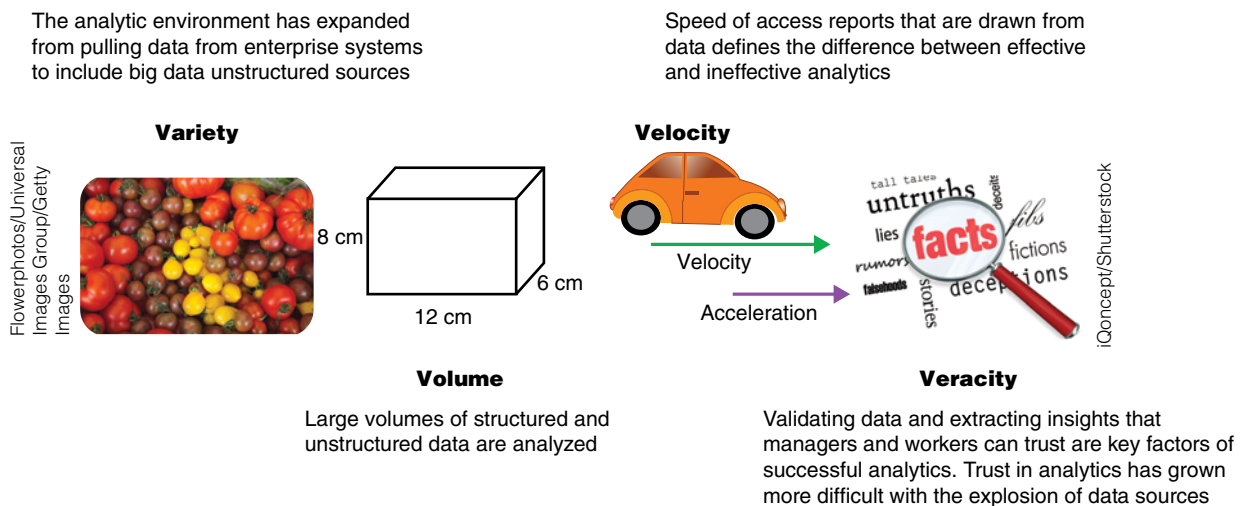 The analytic environment has expanded
from pulling data from enterprise systems
to include big data unstructured sources
Speed of access reports that are drawn from
data defines the difference between effective
and ineffective analytics
Variety
Flowerphotos/Universal
Images Group/Getty
Images
8 cm
6 cm
12 cm
Volume
Large volumes of structured and
unstructured data are analyzed
Velocity
Velocity
Acceleration
tall tales
untruths
deceits
lies
facts
fibs
rumors
fictions
falsehoods
stories
deceptions
iQoncept/Shutterstock
Veracity
Validating data and extracting insights that
managers and workers can trust are key factors of
successful analytics. Trust in analytics has grown
more difficult with the explosion of data sources